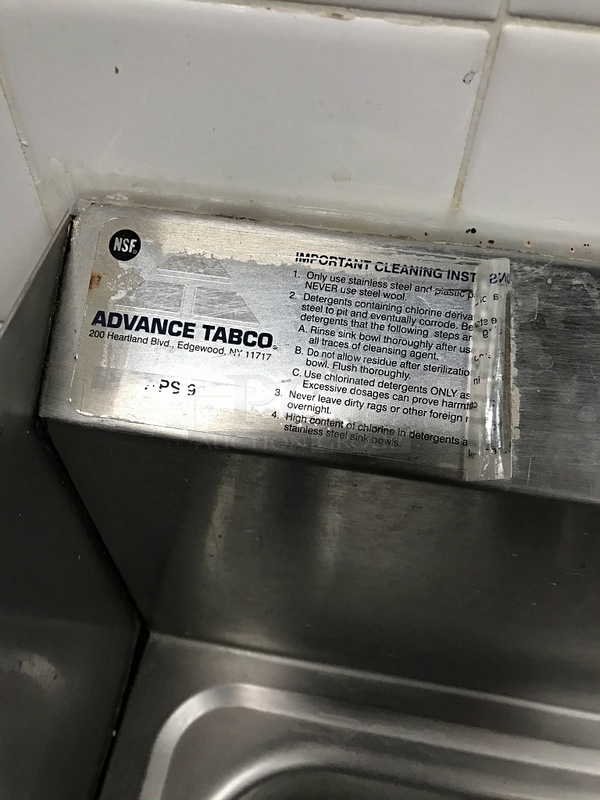 NSF
ADVANCE TABCO
200 Heartland Blvd., Edgewood, NY 11717
PS 9
IMPORTANT CLEANING INST
1. Only use stainless steel and plastic
NEVER use steel wool.
2. Detergents containing chlorine deriva
steel to pit and eventually corrode. Be
detergents that the following steps ar
A. Rinse sink bowl thoroughly after us
all traces of cleansing agent.
B. Do not allow residue after sterilizatio
bowl. Flush thoroughly.
C. Use chlorinated detergents ONLY as
Excessive dosages can prove harmf
3. Never leave dirty rags or other foreign
overnight.
4. High content of chlorine in detergents a
stainless steel sink bowls.